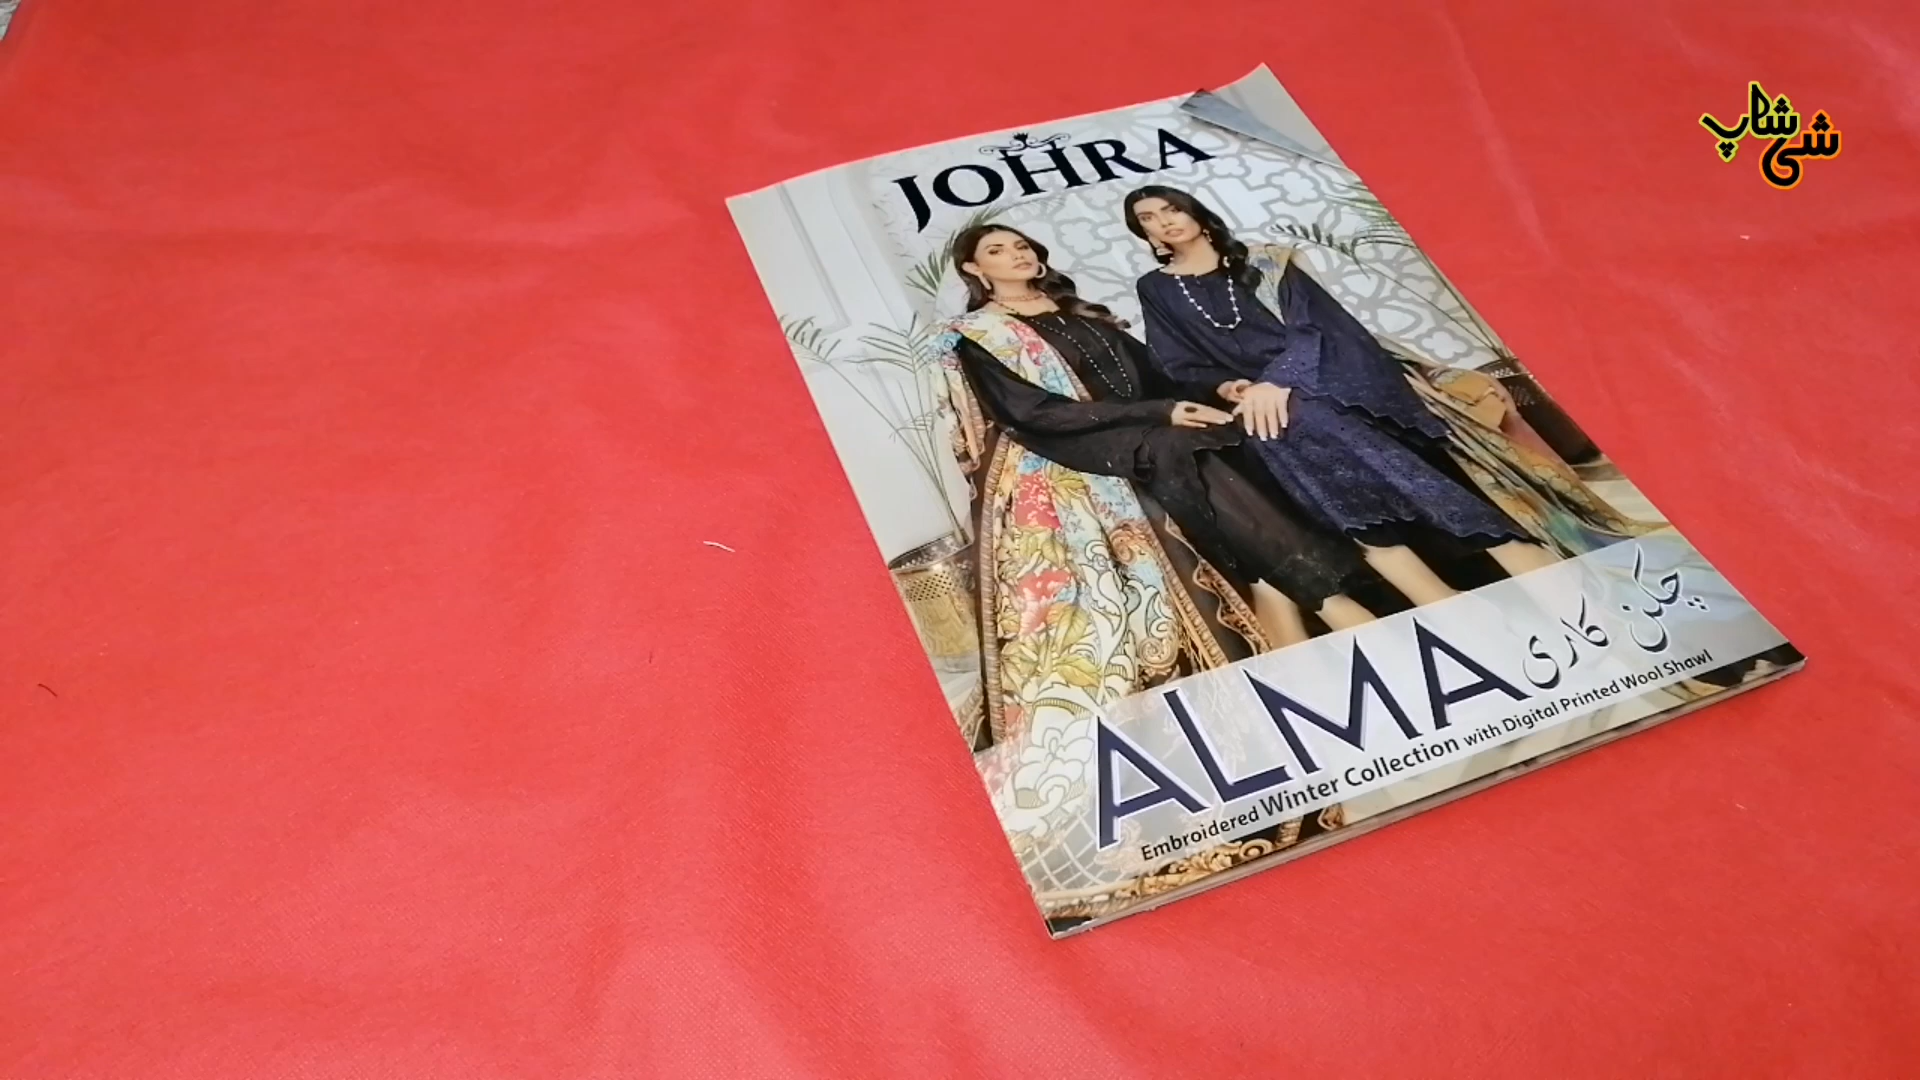 JOHRA
شی شاپ
ALMA چکن کاری
Embroidered Winter Collection with Digital Printed Wool Shawl